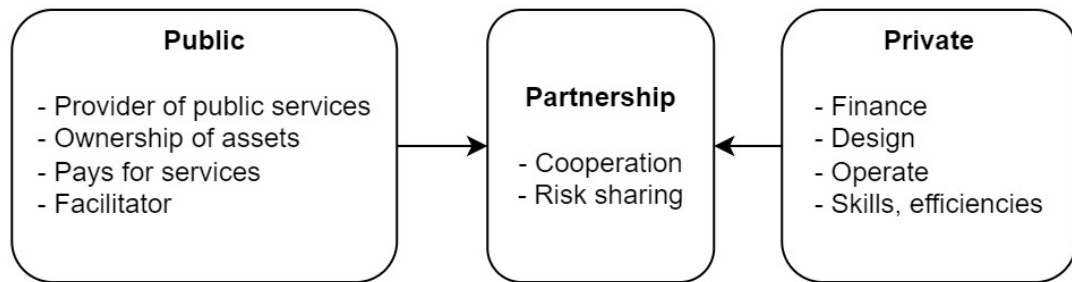 Public
- Provider of public services
- Ownership of assets
- Pays for services
- Facilitator
Partnership
- Cooperation
- Risk sharing
Private
- Finance
- Design
- Operate
- Skills, efficiencies